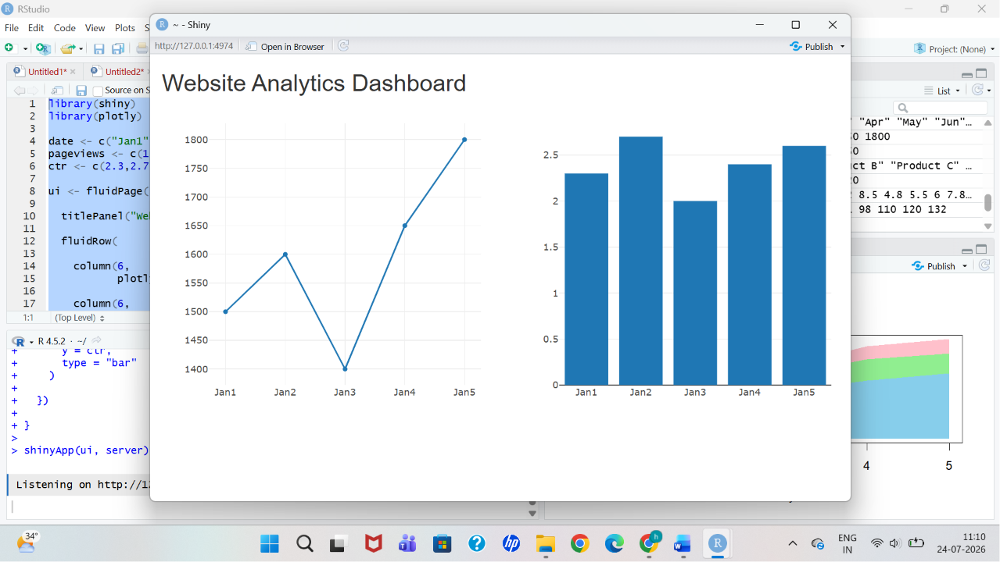 RStudio
File Edit Code View Plots S
~ - Shiny
http://127.0.0.1:4974 Open in Browser Publish
Project: (None)
Untitled1* Untitled2*
Source on S
Website Analytics Dashboard
1 library(shiny)
2 library(plotly)
3
4 date <- c("Jan1"
5 pageviews <- c(1
6 ctr <- c(2.3,2.7
7
8 ui <- fluidPage(
9
10 titlePanel("We
11
12 fluidRow(
13
14 column(6,
15 plotl
16
17 column(6,
1:1 (Top Level)
R 4.5.2 · ~/
+ y = ctr,
+ type = "bar"
+ )
+
+ })
+
+ }
>
> shinyApp(ui, server)
Listening on http://12
1800
1750
1700
1650
1600
1550
1500
1450
1400
Jan1 Jan2 Jan3 Jan4 Jan5
2.5
2
1.5
1
0.5
0
Jan1 Jan2 Jan3 Jan4 Jan5
List
"Apr" "May" "Jun"…
0 1800
0
ct B" "Product C" …
20
8.5 4.8 5.5 6 7.8…
98 110 120 132
Publish
4 5
34°
ENG
IN
11:10
24-07-2026